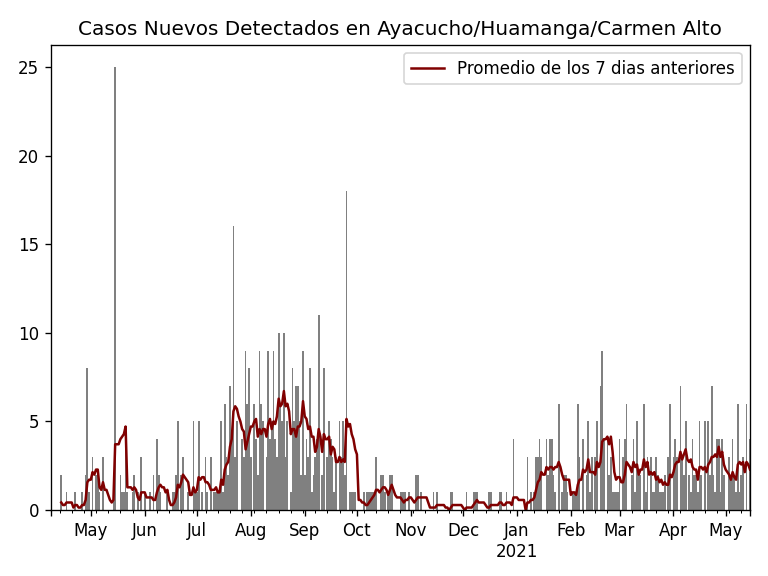 Casos Nuevos Detectados en Ayacucho/Huamanga/Carmen Alto
Promedio de los 7 dias anteriores
25
20
15
10
5
0
May Jun Jul Aug Sep Oct Nov Dec Jan Feb Mar Apr May
2021